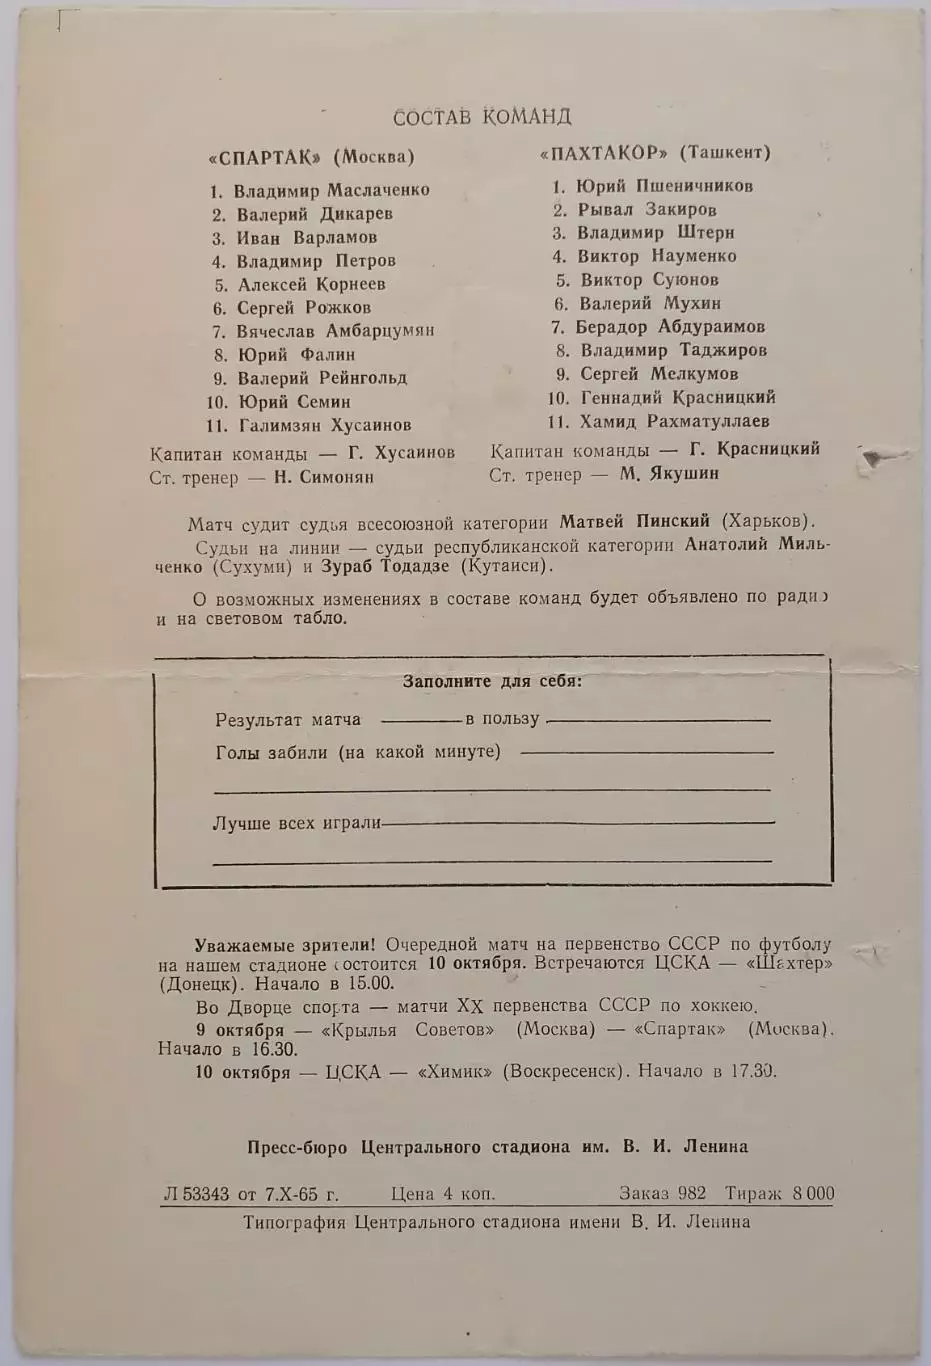 СОСТАВ КОМАНД
«СПАРТАК» (Москва)
1. Владимир Маслаченко
2. Валерий Дикарев
3. Иван Варламов
4. Владимир Петров
5. Алексей Корнеев
6. Сергей Рожков
7. Вячеслав Амбарцумян
8. Юрий Фалин
9. Валерий Рейнгольд
10. Юрий Семин
11. Галимзян Хусаинов
Капитан команды — Г. Хусаинов
Ст. тренер — Н. Симонян
«ПАХТАКОР» (Ташкент)
1. Юрий Пшеничников
2. Рывал Закиров
3. Владимир Штерн
4. Виктор Науменко
5. Виктор Суюнов
6. Валерий Мухин
7. Берадор Абдураимов
8. Владимир Таджиров
9. Сергей Мелкумов
10. Геннадий Красницкий
11. Хамид Рахматуллаев
Капитан команды — Г. Красницкий
Ст. тренер — М. Якушин
Матч судит судья всесоюзной категории Матвей Пинский (Харьков).
Судьи на линии — судьи республиканской категории Анатолий Миль-
ченко (Сухуми) и Зураб Тодадзе (Кутаиси).
О возможных изменениях в составе команд будет объявлено по радио
и на световом табло.
Заполните для себя:
Результат матча в пользу
Голы забили (на какой минуте)
Лучше всех играли
Уважаемые зрители! Очередной матч на первенство СССР по футболу
на нашем стадионе состоится 10 октября. Встречаются ЦСКА — «Шахтер»
(Донецк). Начало в 15.00.
Во Дворце спорта — матчи XX первенства СССР по хоккею.
9 октября — «Крылья Советов» (Москва) — «Спартак» (Москва).
Начало в 16.30.
10 октября — ЦСКА — «Химик» (Воскресенск). Начало в 17.30.
Пресс-бюро Центрального стадиона им. В. И. Ленина
Л 53343 от 7.X-65 г. Цена 4 коп. Заказ 982 Тираж 8 000
Типография Центрального стадиона имени В. И. Ленина